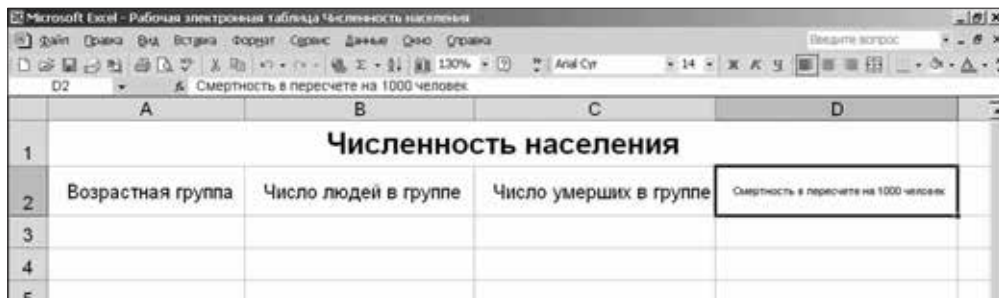 Microsoft Excel - Рабочая электронная таблица Численность населения
Файл Правка Вид Вставка Формат Сервис Данные Окно Справка Введите вопрос
130% Arial Cyr 14 Ж К Ч
D2 fx Смертность в пересчете на 1000 человек
A B C D
1 Численность населения
2 Возрастная группа Число людей в группе Число умерших в группе Смертность в пересчете на 1000 человек
3
4
5